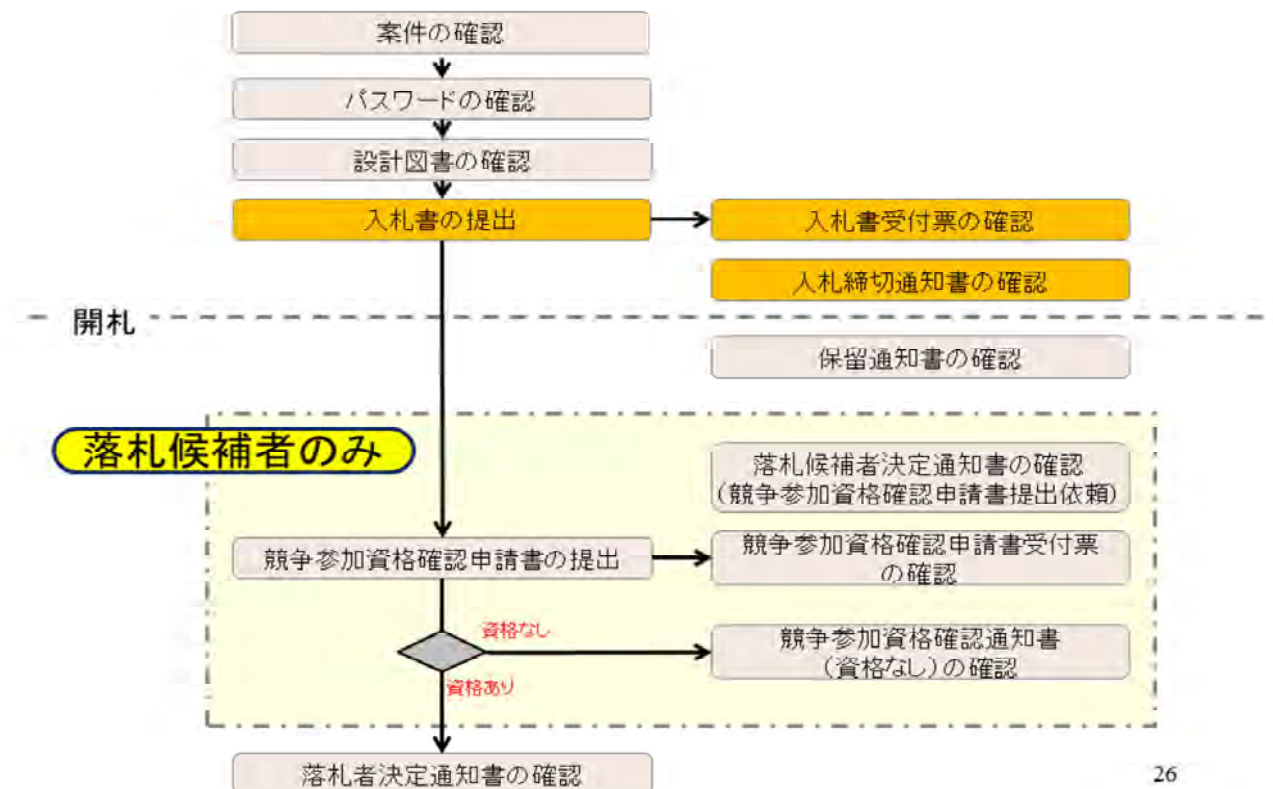 案件の確認
パスワードの確認
設計図書の確認
入札書の提出
入札書受付票の確認
入札締切通知書の確認
開札
保留通知書の確認
落札候補者のみ
落札候補者決定通知書の確認
(競争参加資格確認申請書提出依頼)
競争参加資格確認申請書の提出
競争参加資格確認申請書受付票
の確認
資格なし
競争参加資格確認通知書
(資格なし)の確認
資格あり
落札者決定通知書の確認
26